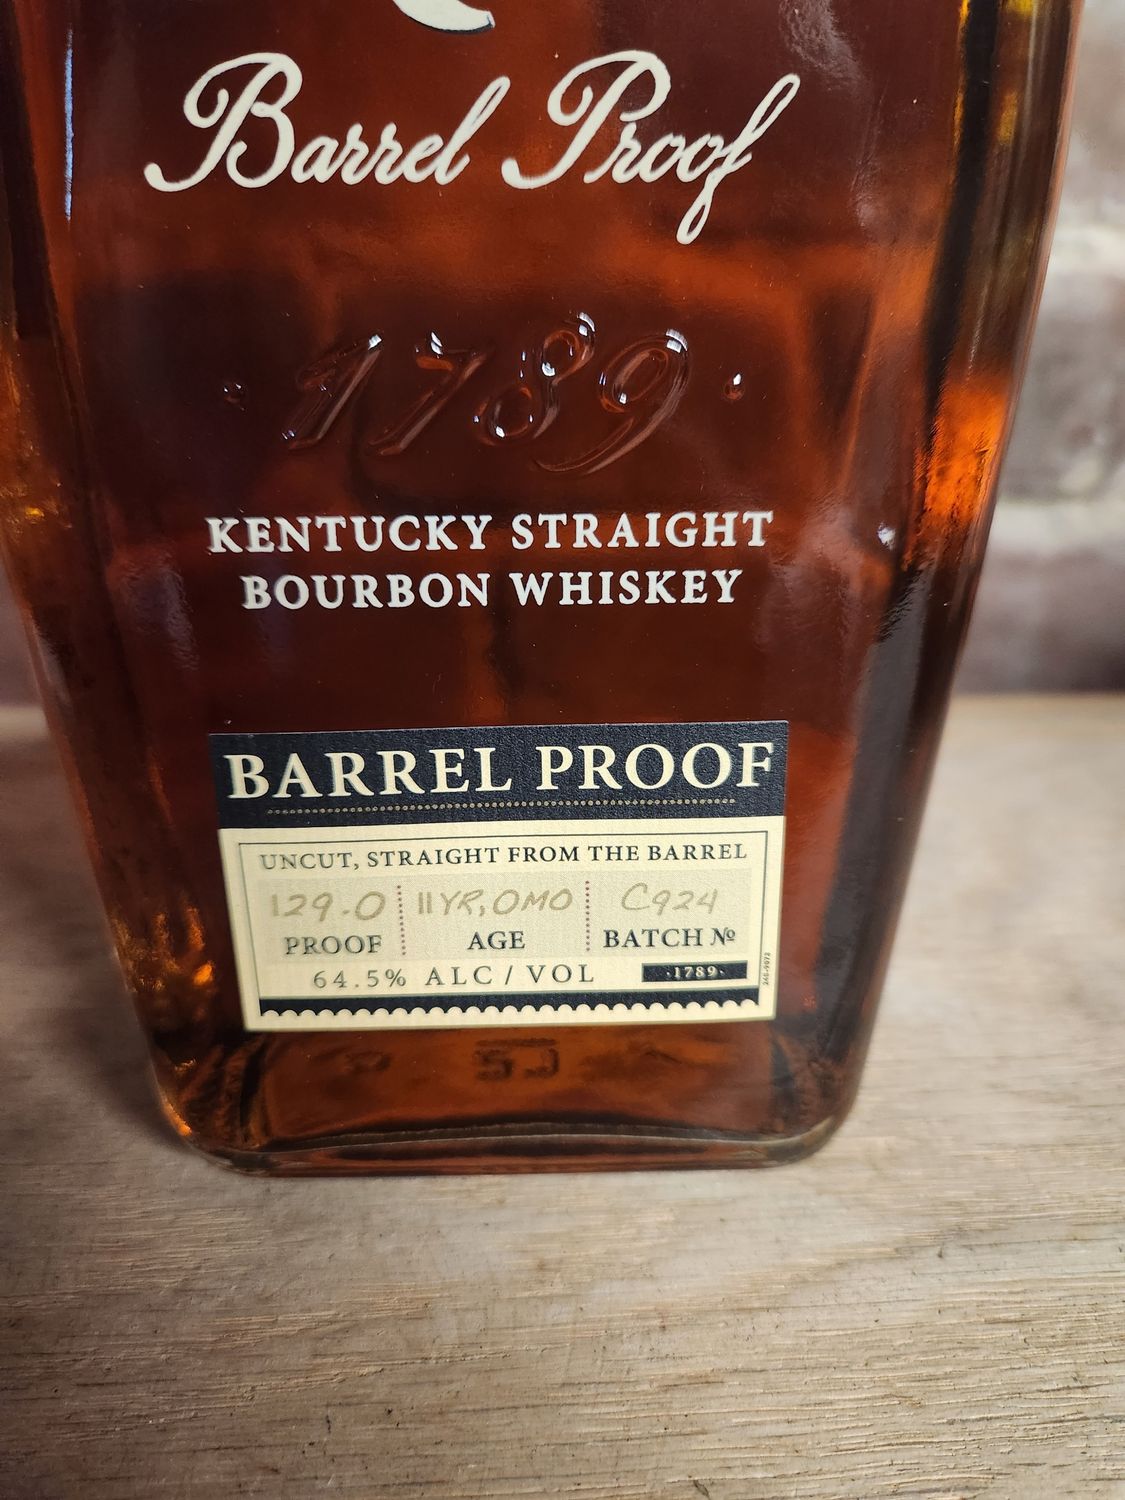 Barrel Proof
· 1789 ·
KENTUCKY STRAIGHT
BOURBON WHISKEY
BARREL PROOF
UNCUT, STRAIGHT FROM THE BARREL
129.0 11YR, 0MO C924
PROOF AGE BATCH №
64.5% ALC / VOL ·1789·